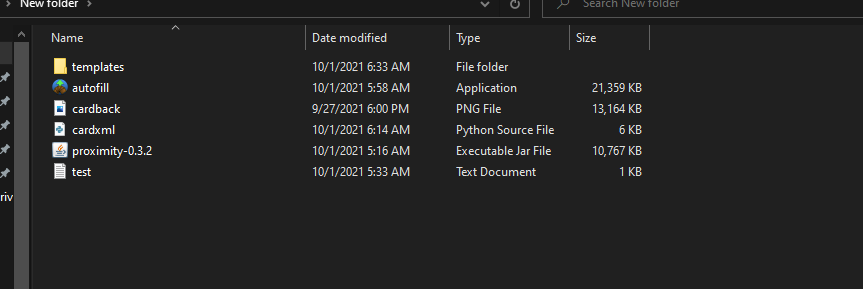 New folder
Search New folder
Name Date modified Type Size
templates 10/1/2021 6:33 AM File folder
autofill 10/1/2021 5:58 AM Application 21,359 KB
cardback 9/27/2021 6:00 PM PNG File 13,164 KB
cardxml 10/1/2021 6:14 AM Python Source File 6 KB
proximity-0.3.2 10/1/2021 5:16 AM Executable Jar File 10,767 KB
test 10/1/2021 5:33 AM Text Document 1 KB
riv